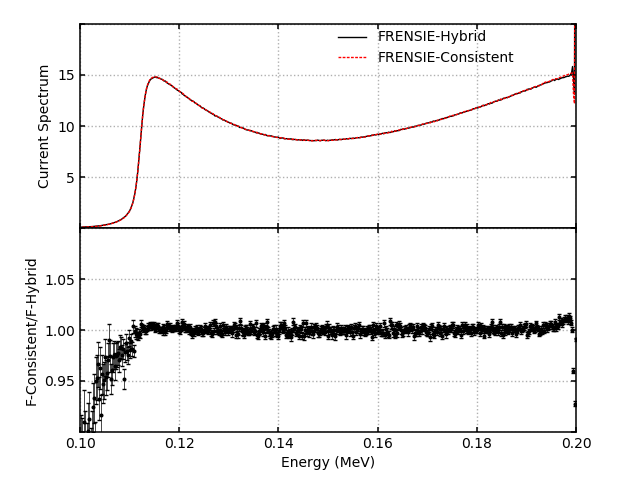 FRENSIE-Hybrid
FRENSIE-Consistent
15
10
5
Current Spectrum
1.05
1.00
0.95
F-Consistent/F-Hybrid
0.10 0.12 0.14 0.16 0.18 0.20
Energy (MeV)